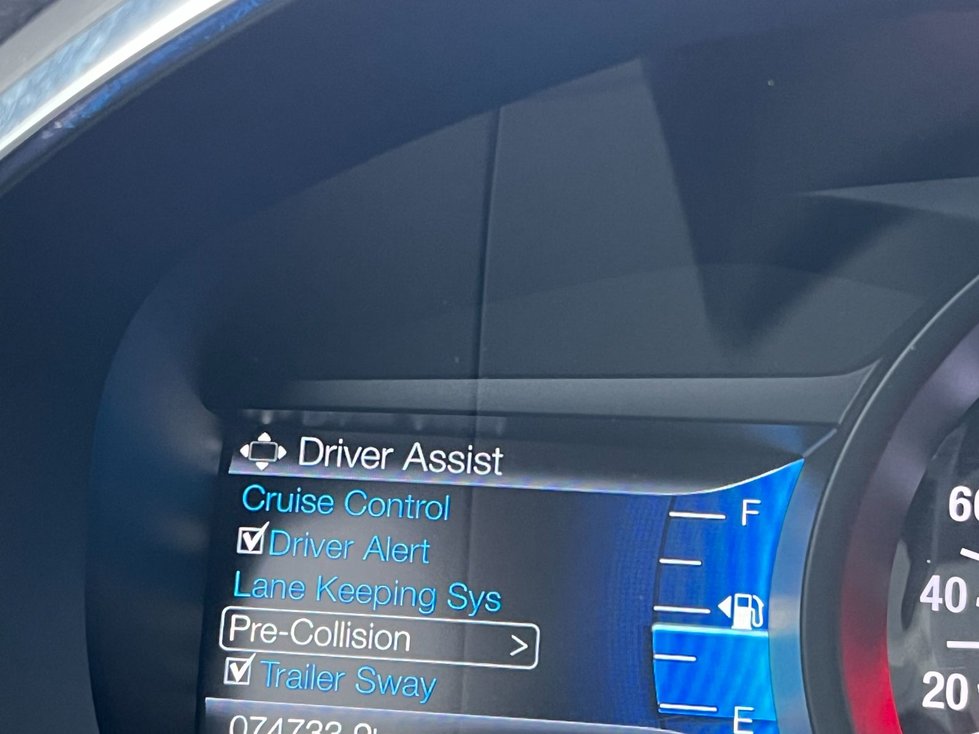 Driver Assist
Cruise Control
F
Driver Alert
Lane Keeping Sys
Pre-Collision >
Trailer Sway
E
60
40
20